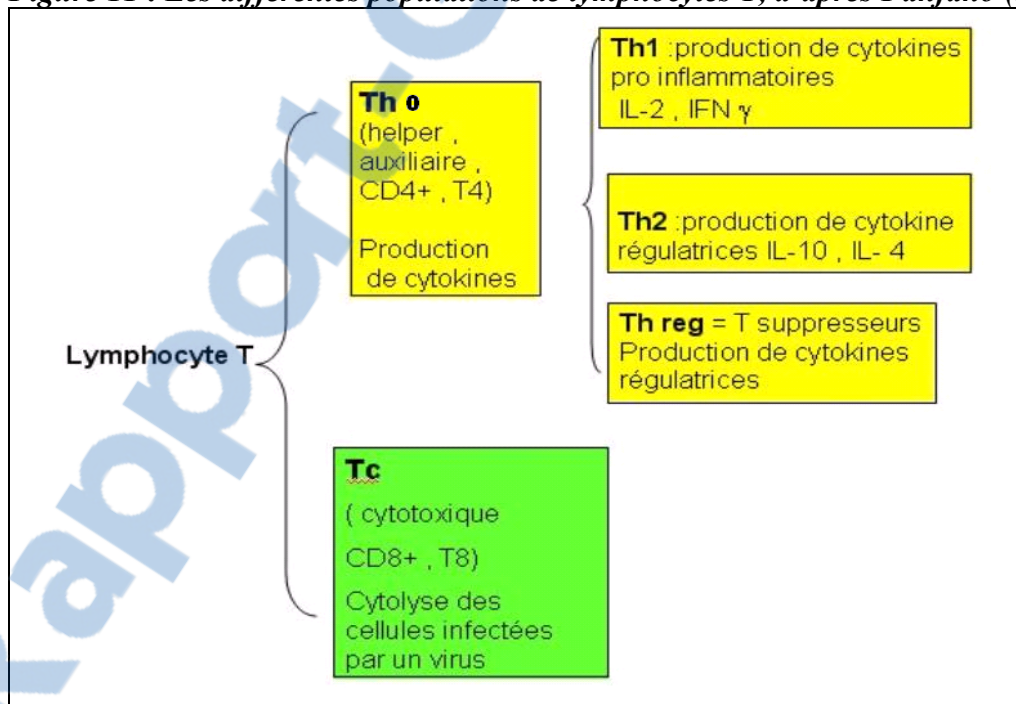 Lymphocyte T
Th 0
(helper ,
auxiliaire ,
CD4+ , T4)
Production
de cytokines
Th1 :production de cytokines
pro inflammatoires
IL-2 , IFN γ
Th2 :production de cytokine
régulatrices IL-10 , IL- 4
Th reg = T suppresseurs
Production de cytokines
régulatrices
Tc
( cytotoxique
CD8+ , T8)
Cytolyse des
cellules infectées
par un virus